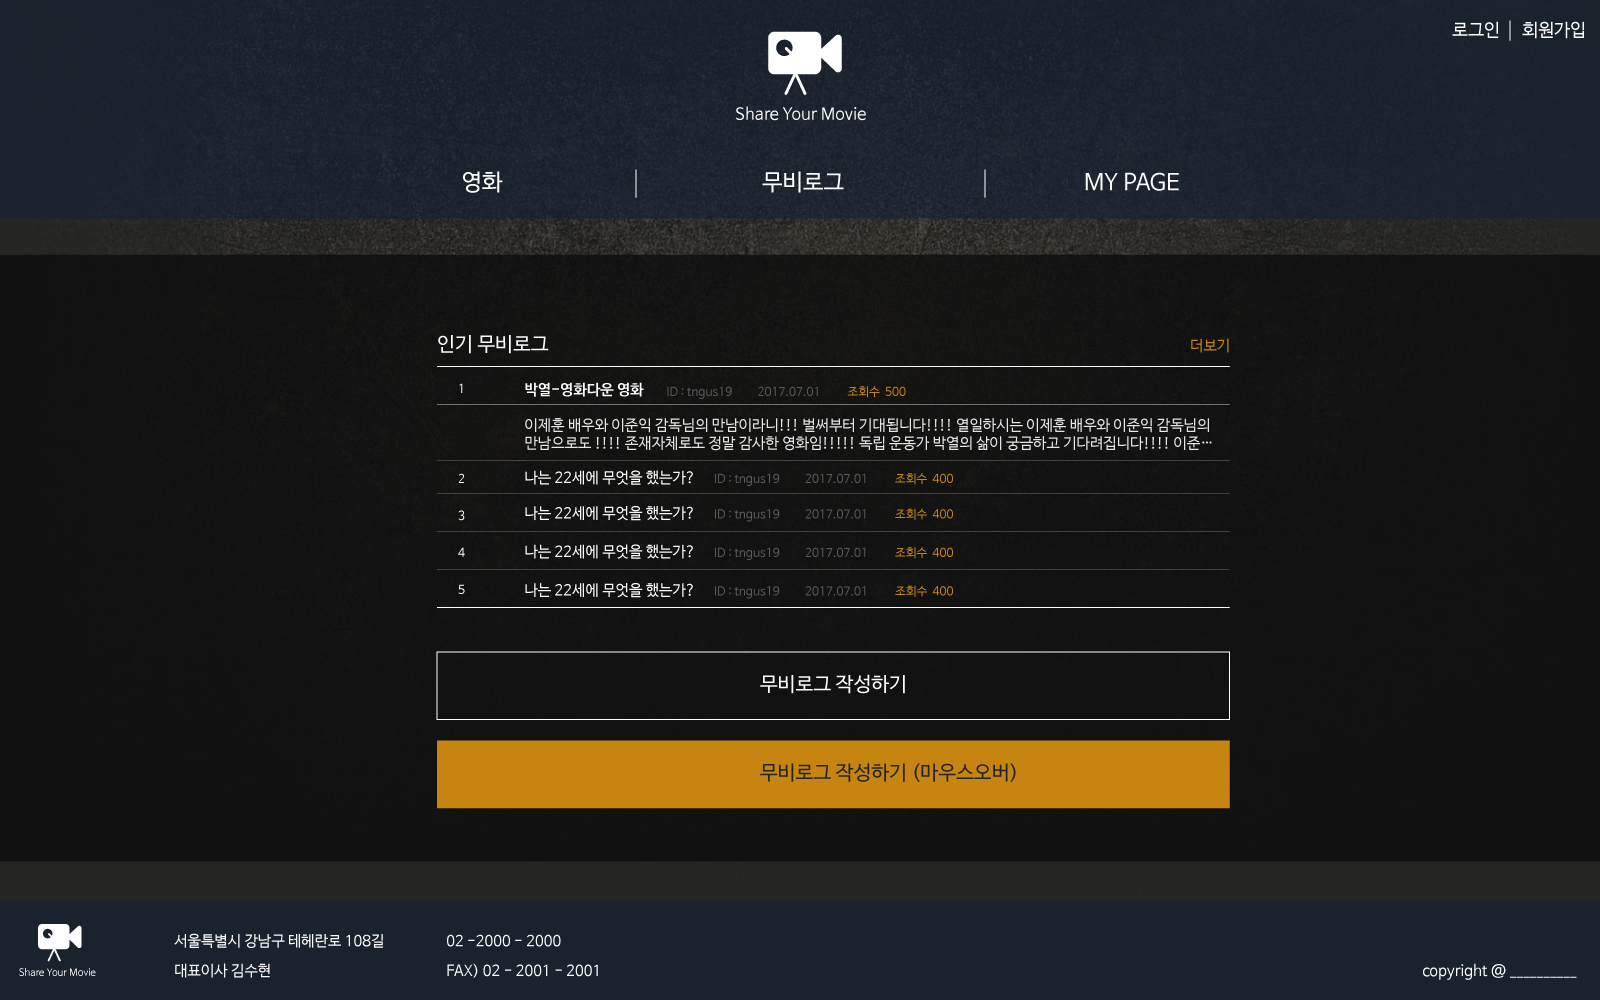 로그인 | 회원가입
Share Your Movie
영화 | 무비로그 | MY PAGE
인기 무비로그 더보기
1 박열-영화다운 영화 ID : tngus19 2017.07.01 조회수 500
이제훈 배우와 이준익 감독님의 만남이라니!!! 벌써부터 기대됩니다!!!! 열일하시는 이제훈 배우와 이준익 감독님의
만남으로도 !!!! 존재자체로도 정말 감사한 영화임!!!!! 독립 운동가 박열의 삶이 궁금하고 기다려집니다!!!! 이준…
2 나는 22세에 무엇을 했는가? ID : tngus19 2017.07.01 조회수 400
3 나는 22세에 무엇을 했는가? ID : tngus19 2017.07.01 조회수 400
4 나는 22세에 무엇을 했는가? ID : tngus19 2017.07.01 조회수 400
5 나는 22세에 무엇을 했는가? ID : tngus19 2017.07.01 조회수 400
무비로그 작성하기
무비로그 작성하기 (마우스오버)
Share Your Movie
서울특별시 강남구 테헤란로 108길 02 -2000 - 2000
대표이사 김수현 FAX) 02 - 2001 - 2001
copyright @ __________